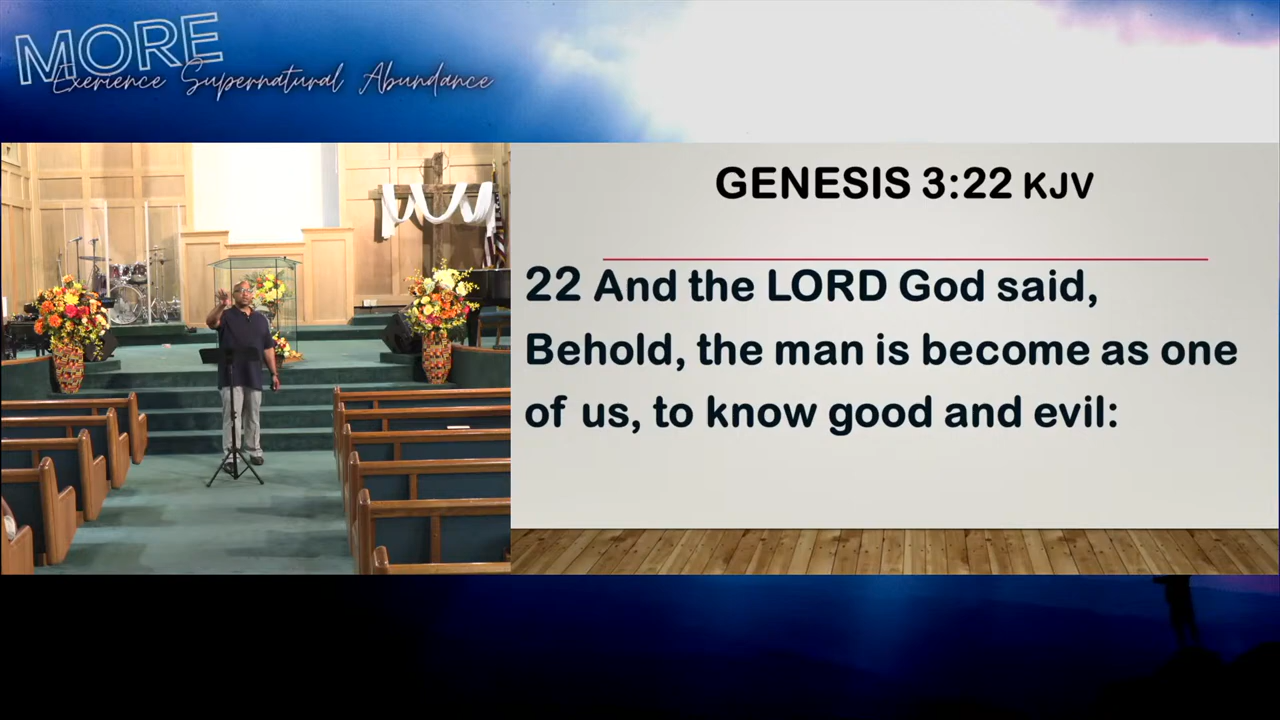 MORE
Exerience Supernatural Abundance
GENESIS 3:22 KJV
22 And the LORD God said,
Behold, the man is become as one
of us, to know good and evil: